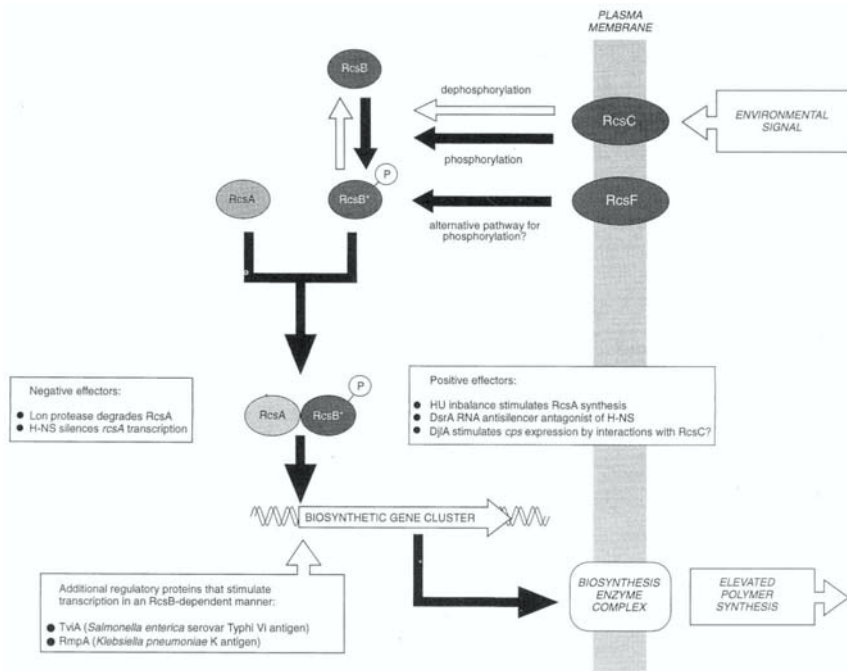 PLASMA
MEMBRANE
RcsB
dephosphorylation
RcsC
ENVIRONMENTAL
SIGNAL
phosphorylation
P
RcsA
RcsB*
RcsF
alternative pathway for
phosphorylation?
Negative effectors:
● Lon protease degrades RcsA
● H-NS silences rcsA transcription
P
RcsA
RcsB*
Positive effectors:
● HU inbalance stimulates RcsA synthesis
● DsrA RNA antisilencer antagonist of H-NS
● DjlA stimulates cps expression by interactions with RcsC?
BIOSYNTHETIC GENE CLUSTER
Additional regulatory proteins that stimulate
transcription in an RcsB-dependent manner:
● TviA (Salmonella enterica serovar Typhi Vi antigen)
● RmpA (Klebsiella pneumoniae K antigen)
BIOSYNTHESIS
ENZYME
COMPLEX
ELEVATED
POLYMER
SYNTHESIS